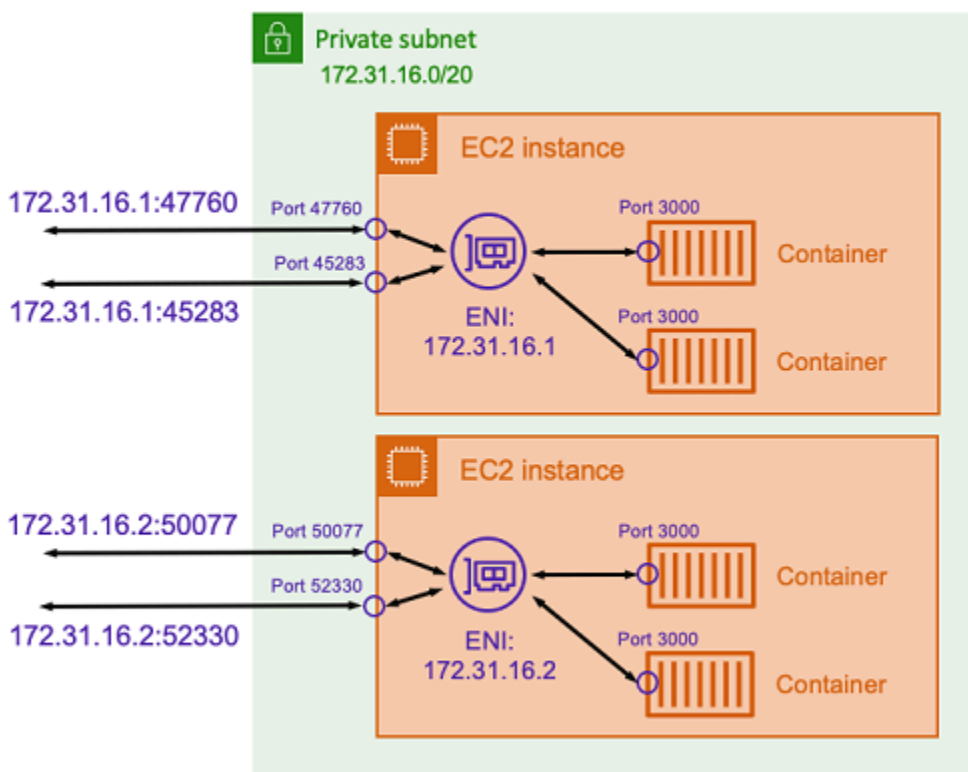 Private subnet
172.31.16.0/20
EC2 instance
172.31.16.1:47760
Port 47760
Port 3000
Container
Port 45283
172.31.16.1:45283
ENI:
172.31.16.1
Port 3000
Container
EC2 instance
172.31.16.2:50077
Port 50077
Port 3000
Container
Port 52330
172.31.16.2:52330
ENI:
172.31.16.2
Port 3000
Container